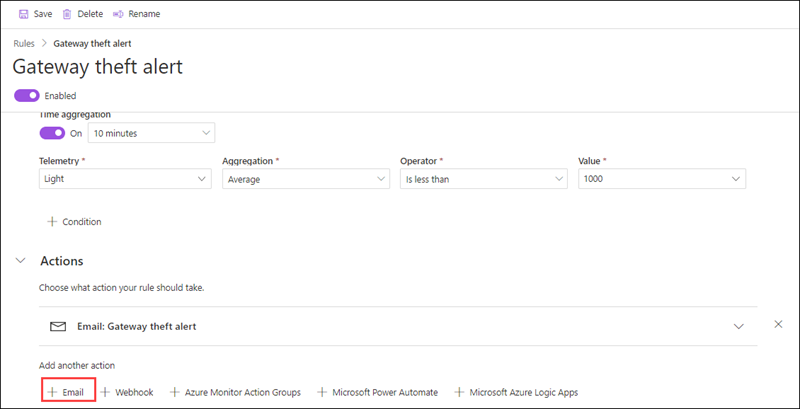 Save Delete Rename
Rules > Gateway theft alert
Gateway theft alert
Enabled
Time aggregation
On 10 minutes
Telemetry * Aggregation * Operator * Value *
Light Average Is less than 1000
+ Condition
Actions
Choose what action your rule should take.
Email: Gateway theft alert
Add another action
+ Email + Webhook + Azure Monitor Action Groups + Microsoft Power Automate + Microsoft Azure Logic Apps